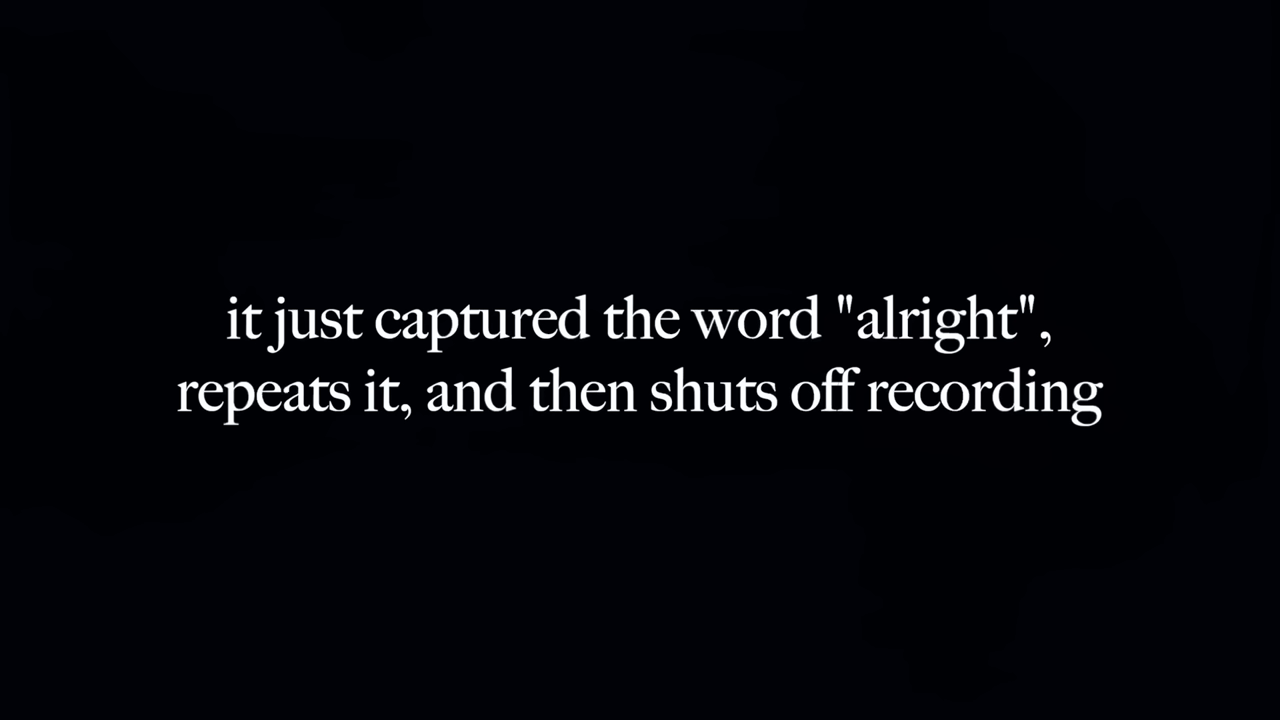 it just captured the word "alright",
repeats it, and then shuts off recording